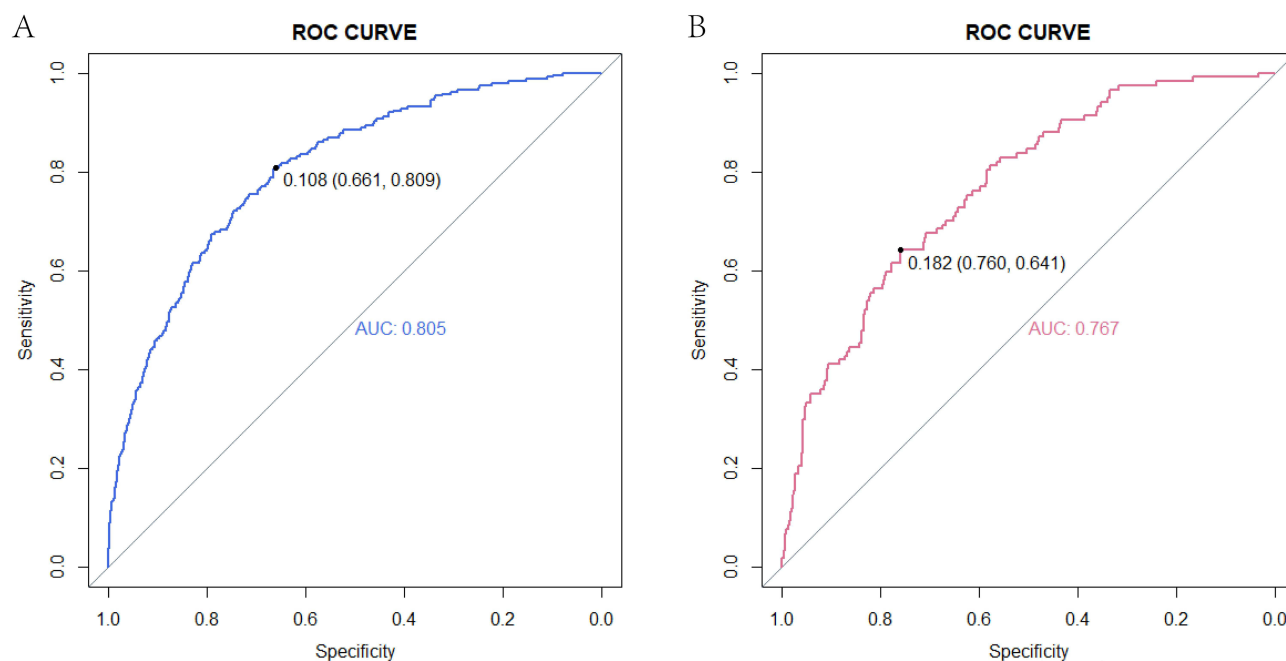 A
ROC CURVE
Sensitivity
1.0
0.8
0.6
0.4
0.2
0.0
0.108 (0.661, 0.809)
AUC: 0.805
1.0 0.8 0.6 0.4 0.2 0.0
Specificity
B
ROC CURVE
Sensitivity
1.0
0.8
0.6
0.4
0.2
0.0
0.182 (0.760, 0.641)
AUC: 0.767
1.0 0.8 0.6 0.4 0.2 0.0
Specificity